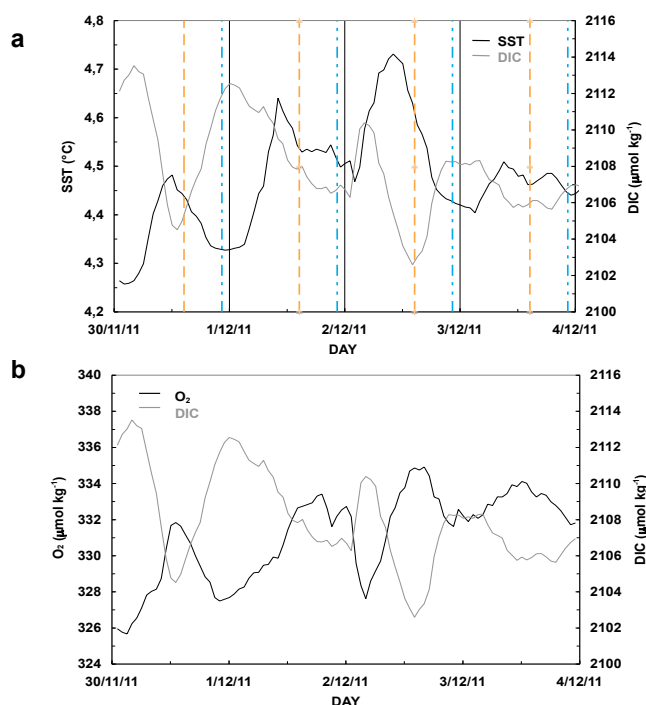 a
4,8
4,7
4,6
4,5
4,4
4,3
4,2
SST (°C)
SST
DIC
2116
2114
2112
2110
2108
2106
2104
2102
2100
DIC (μmol kg⁻¹)
30/11/11 1/12/11 2/12/11 3/12/11 4/12/11
DAY
b
340
336
334
332
330
328
326
324
O₂ (μmol kg⁻¹)
O₂
DIC
2116
2114
2112
2110
2108
2106
2104
2102
2100
DIC (μmol kg⁻¹)
30/11/11 1/12/11 2/12/11 3/12/11 4/12/11
DAY